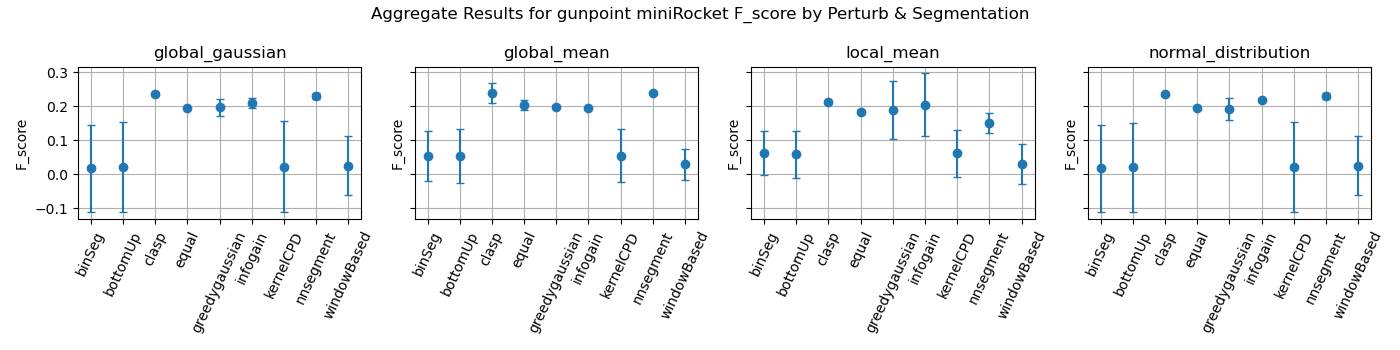 Aggregate Results for gunpoint miniRocket F_score by Perturb & Segmentation
global_gaussian
F_score
0.3
0.2
0.1
0.0
−0.1
binSeg
bottomUp
clasp
equal
greedygaussian
infogain
kernelCPD
nnsegment
windowBased
global_mean
F_score
binSeg
bottomUp
clasp
equal
greedygaussian
infogain
kernelCPD
nnsegment
windowBased
local_mean
F_score
binSeg
bottomUp
clasp
equal
greedygaussian
infogain
kernelCPD
nnsegment
windowBased
normal_distribution
F_score
binSeg
bottomUp
clasp
equal
greedygaussian
infogain
kernelCPD
nnsegment
windowBased